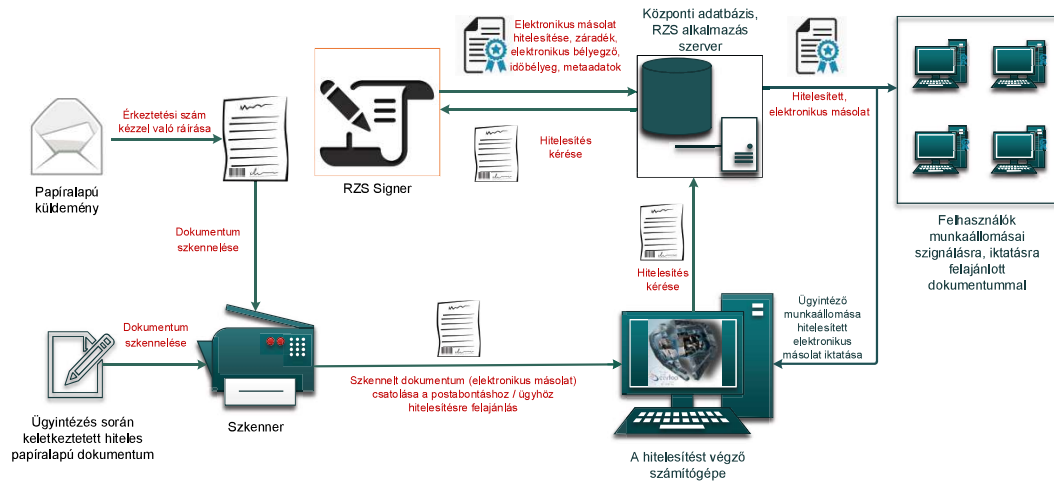 Elektronikus másolat
hitelesítése, záradék,
elektronikus bélyegző,
időbélyeg, metaadatok
Központi adatbázis,
RZS alkalmazás
szerver
Érkeztetési szám
kézzel való ráírása
Hitelesítés
kérése
Hitelesített,
elektronikus másolat
Papíralapú
küldemény
RZS Signer
Dokumentum
szkennelése
Hitelesítés
kérése
Felhasználók
munkaállomásai
szignálásra, iktatásra
felajánlott
dokumentummal
Dokumentum
szkennelése
Ügyintéző
munkaállomása
hitelesített
elektronikus
másolat iktatása
Szkennelt dokumentum (elektronikus másolat)
csatolása a postabontáshoz / ügyhöz
hitelesítésre felajánlás
Ügyintézés során
keletkeztetett hiteles
papíralapú dokumentum
Szkenner
A hitelesítést végző
számítógépe